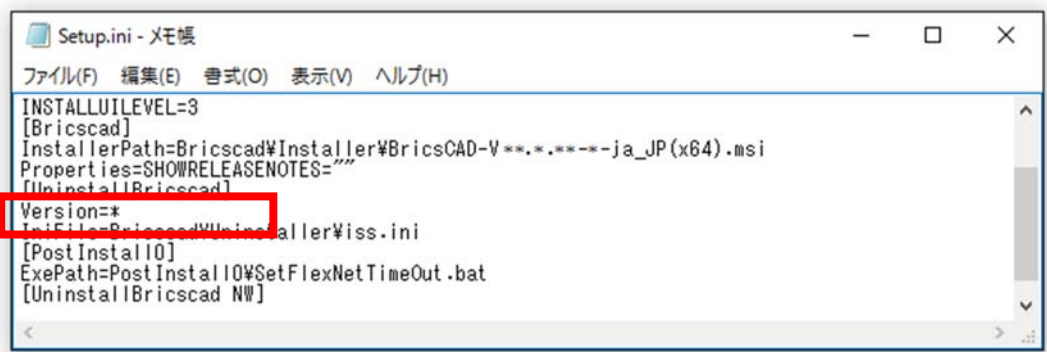 Setup.ini - メモ帳
ファイル(F) 編集(E) 書式(O) 表示(V) ヘルプ(H)
INSTALLUILEVEL=3
[Bricscad]
InstallerPath=Bricscad¥Installer¥BricsCAD-V**.*.**-*-ja_JP(x64).msi
Properties=SHOWRELEASENOTES=""
[UninstallBricscad]
Version=*
IniFile=Bricscad¥Uninstaller¥iss.ini
[PostInstall0]
ExePath=PostInstall0¥SetFlexNetTimeOut.bat
[UninstallBricscad NW]